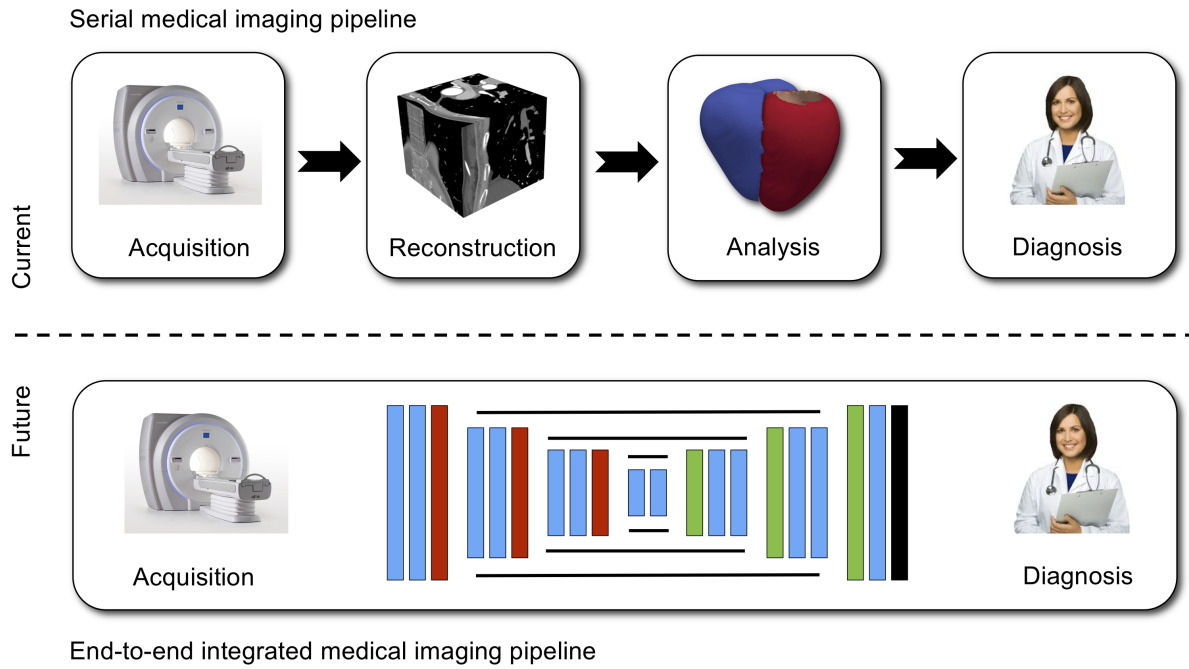 Serial medical imaging pipeline
Current
Acquisition
Reconstruction
Analysis
Diagnosis
Future
Acquisition
Diagnosis
End-to-end integrated medical imaging pipeline